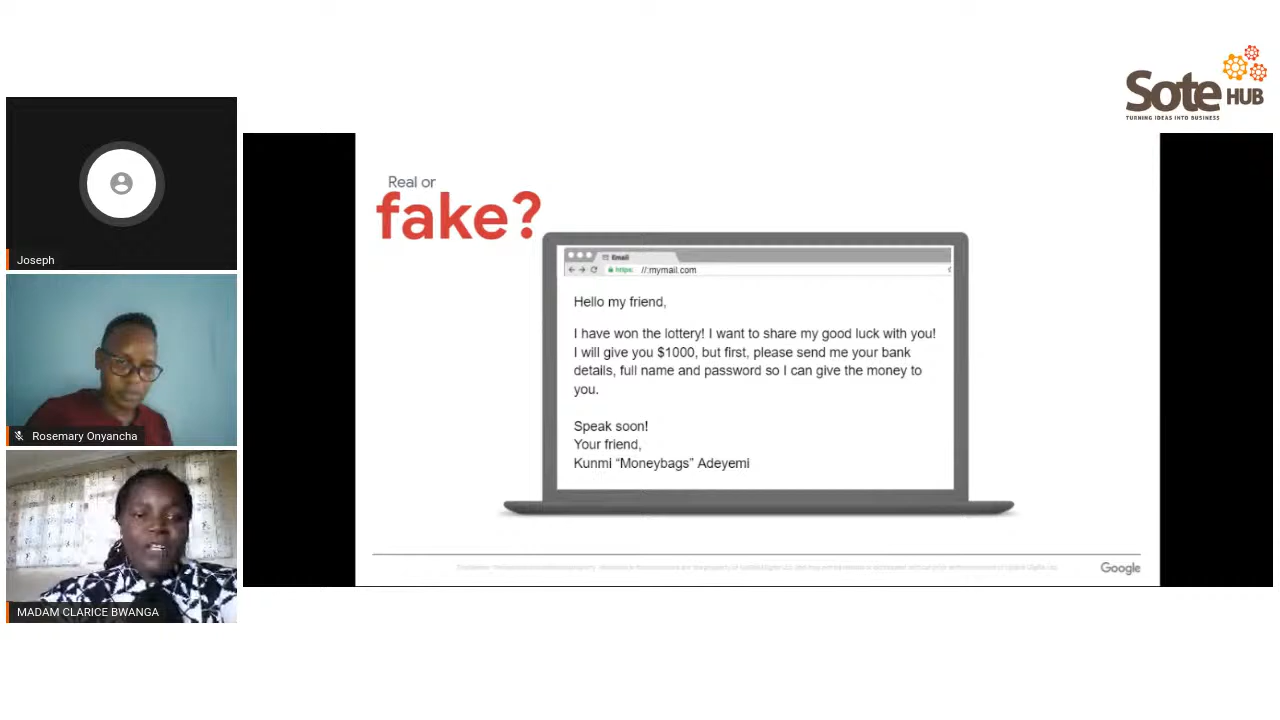 Sote HUB
TURNING IDEAS INTO BUSINESS
Joseph
Rosemary Onyancha
MADAM CLARICE BWANGA
Real or
fake?
Email
https: //:mymail.com
Hello my friend,
I have won the lottery! I want to share my good luck with you!
I will give you $1000, but first, please send me your bank
details, full name and password so I can give the money to
you.
Speak soon!
Your friend,
Kunmi “Moneybags” Adeyemi
Google